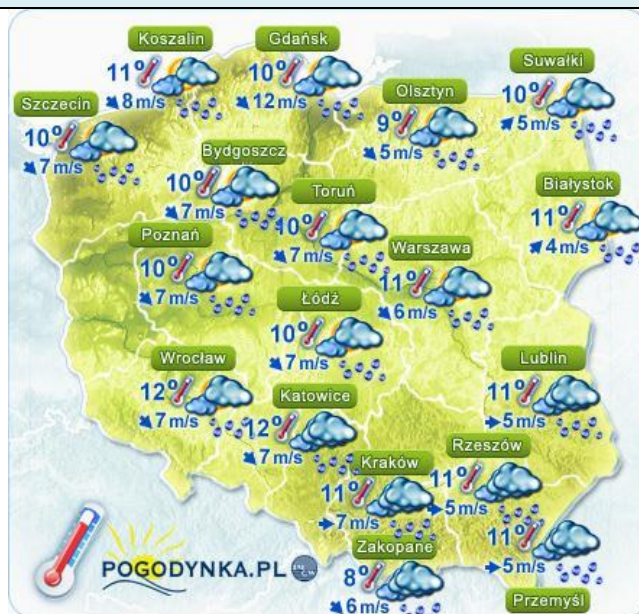 Koszalin
11°
8 m/s
Gdańsk
10°
12 m/s
Suwałki
10°
5 m/s
Olsztyn
9°
5 m/s
Szczecin
10°
7 m/s
Bydgoszcz
10°
7 m/s
Toruń
10°
7 m/s
Białystok
11°
4 m/s
Poznań
10°
7 m/s
Warszawa
11°
6 m/s
Łódź
10°
7 m/s
Wrocław
12°
7 m/s
Katowice
12°
7 m/s
Lublin
11°
5 m/s
Kraków
11°
7 m/s
Rzeszów
11°
5 m/s
Zakopane
8°
6 m/s
11°
5 m/s
Przemyśl
POGODYNKA.PL